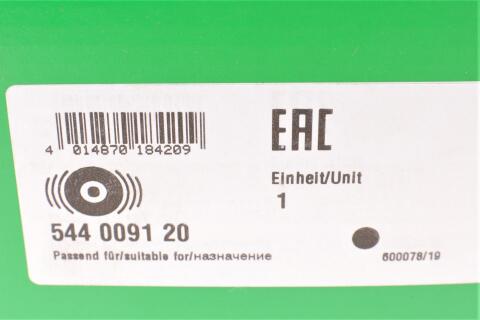 4 014870 184209
EAC
Einheit/Unit
1
544 0091 20
Passend für/suitable for/назначение
600078/19